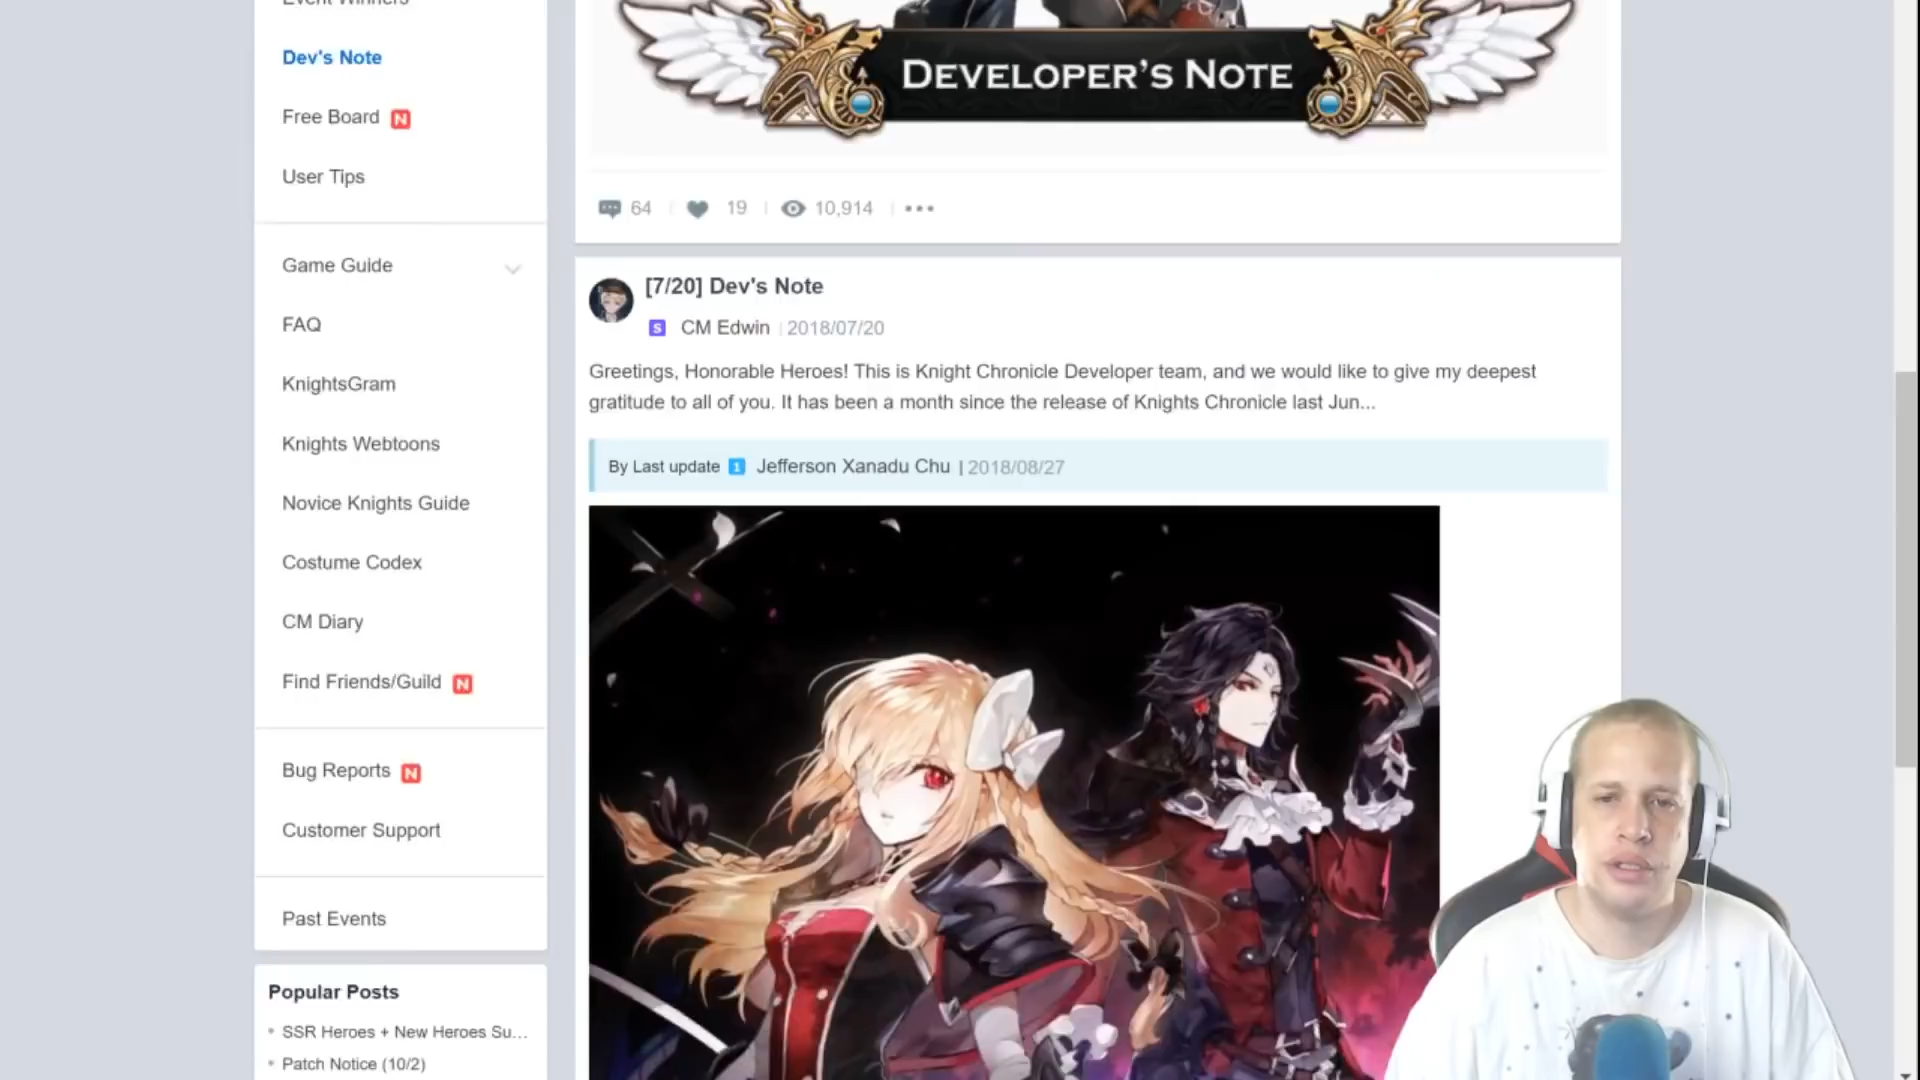 Event Winners
Dev's Note
Free Board N
User Tips
Game Guide
FAQ
KnightsGram
Knights Webtoons
Novice Knights Guide
Costume Codex
CM Diary
Find Friends/Guild N
Bug Reports N
Customer Support
Past Events
Popular Posts
SSR Heroes + New Heroes Su...
Patch Notice (10/2)
DEVELOPER'S NOTE
64 19 10,914
[7/20] Dev's Note
S CM Edwin | 2018/07/20
Greetings, Honorable Heroes! This is Knight Chronicle Developer team, and we would like to give my deepest
gratitude to all of you. It has been a month since the release of Knights Chronicle last Jun...
By Last update 1 Jefferson Xanadu Chu | 2018/08/27